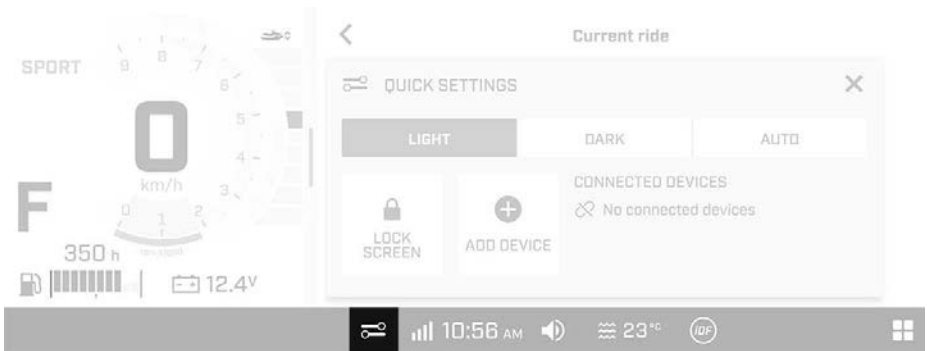 Current ride
SPORT
9 8 7
6
5
4
3
0 1 2
0
km/h
F
350 h
12.4V
QUICK SETTINGS
LIGHT DARK AUTO
LOCK
SCREEN
ADD DEVICE
CONNECTED DEVICES
No connected devices
10:56 AM 23°C iDF